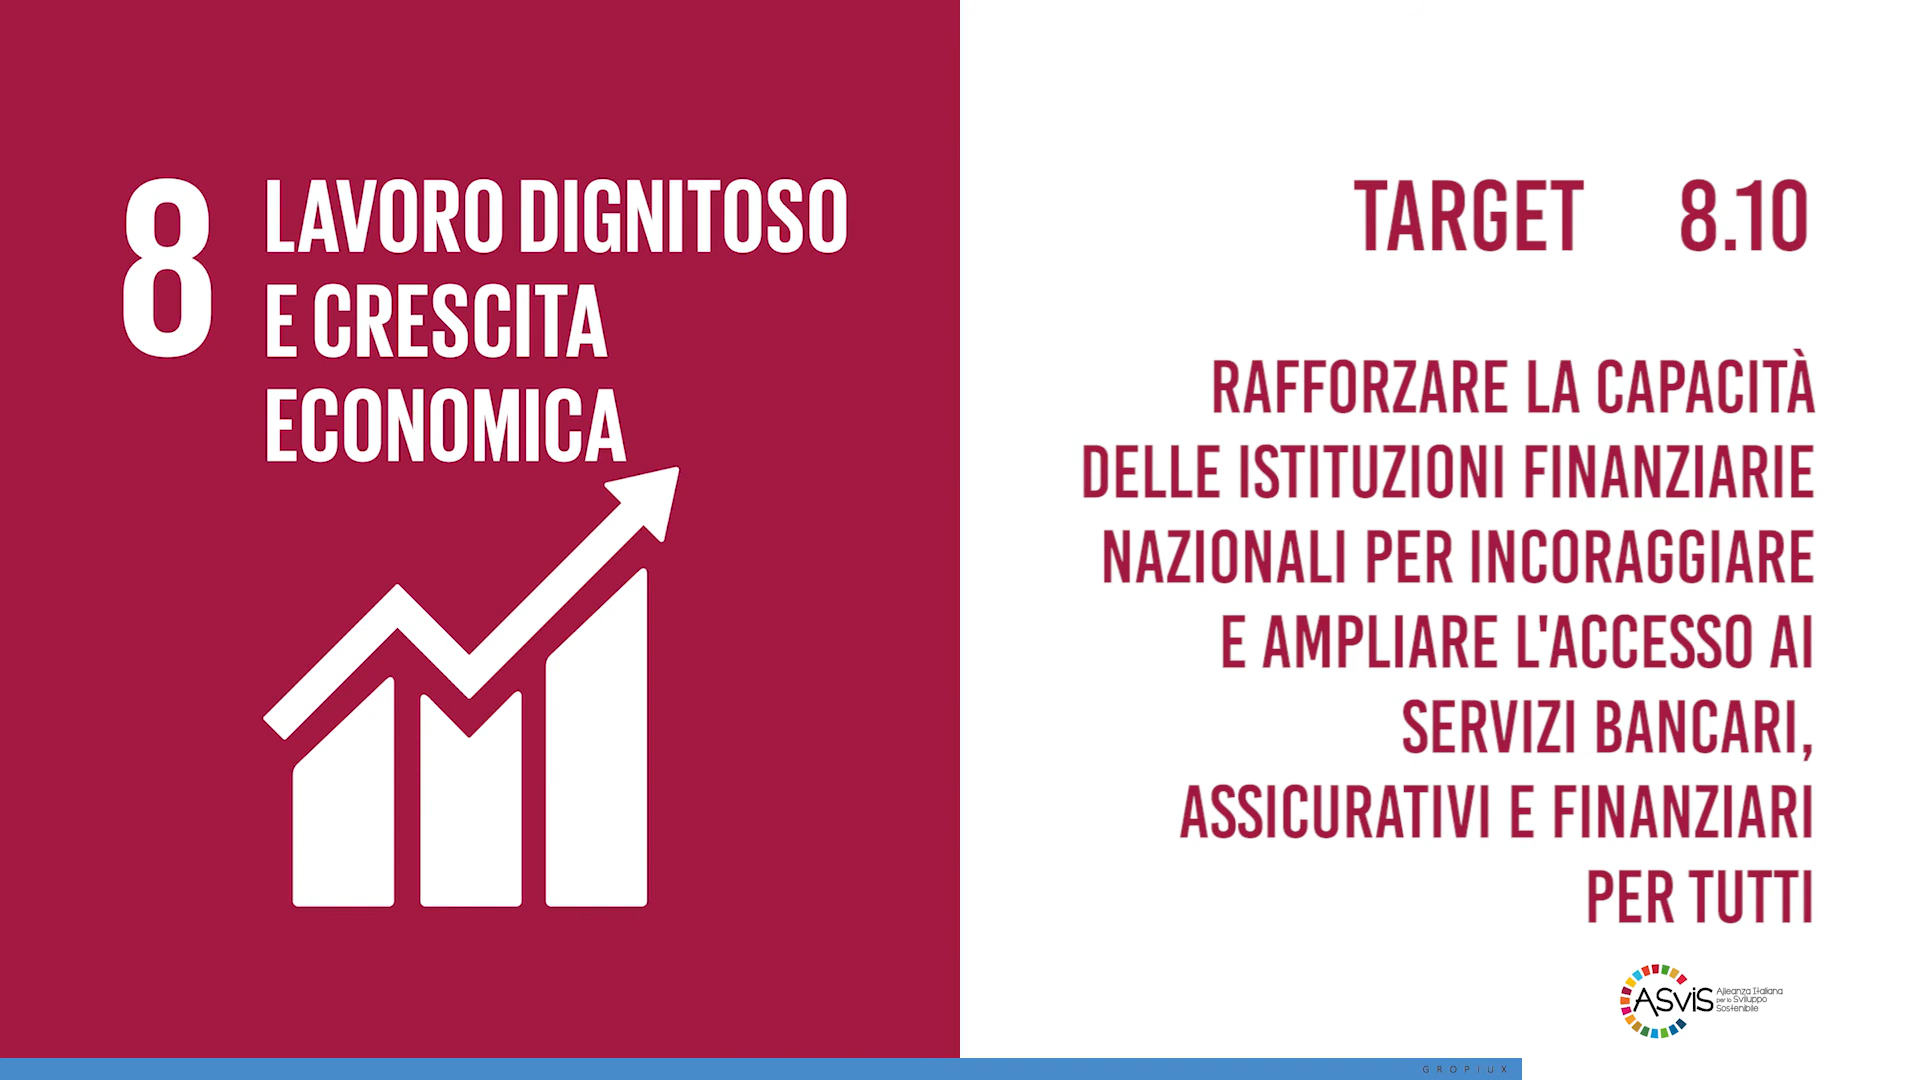 8
LAVORO DIGNITOSO
E CRESCITA
ECONOMICA
TARGET 8.10
RAFFORZARE LA CAPACITÀ
DELLE ISTITUZIONI FINANZIARIE
NAZIONALI PER INCORAGGIARE
E AMPLIARE L'ACCESSO AI
SERVIZI BANCARI,
ASSICURATIVI E FINANZIARI
PER TUTTI
ASviS
Alleanza Italiana
per lo Sviluppo
Sostenibile
GROPIUX